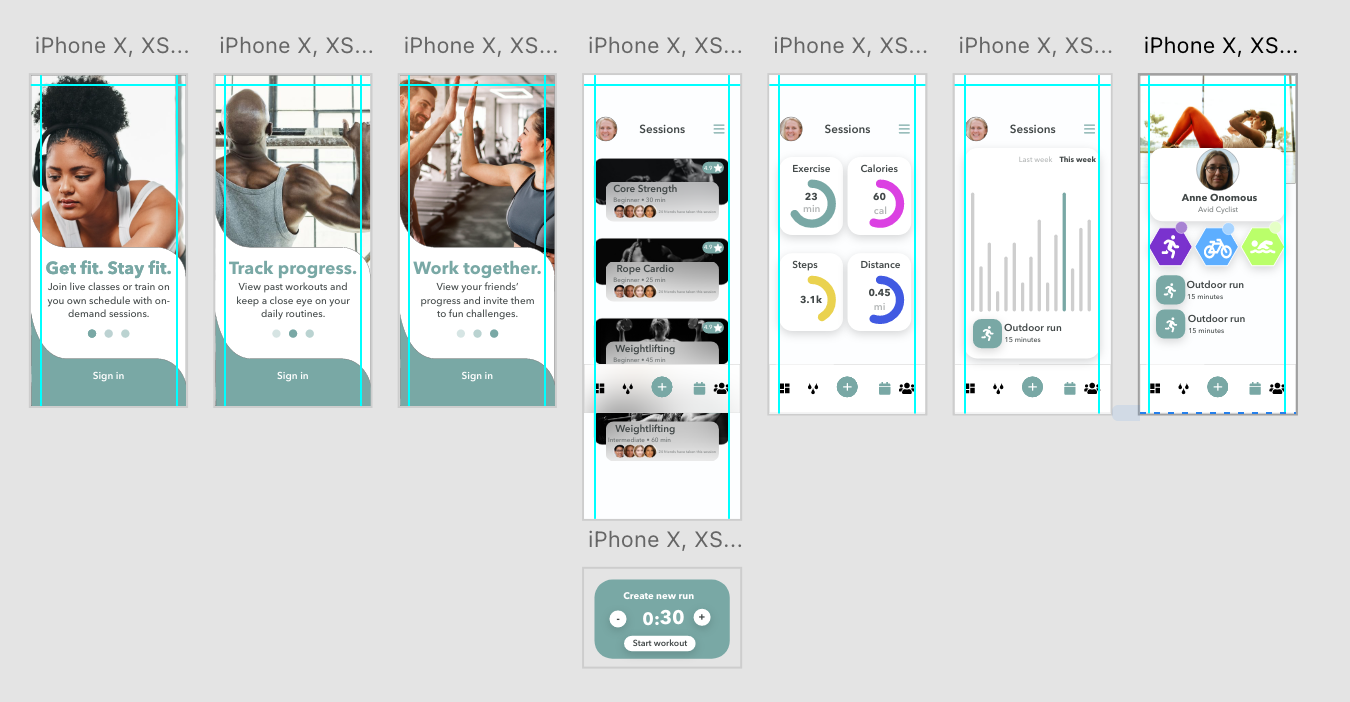 iPhone X, XS...
iPhone X, XS...
iPhone X, XS...
iPhone X, XS...
iPhone X, XS...
iPhone X, XS...
iPhone X, XS...
Get fit. Stay fit.
Join live classes or train on
you own schedule with on-
demand sessions.
Sign in
Track progress.
View past workouts and
keep a close eye on your
daily routines.
Sign in
Work together.
View your friends'
progress and invite them
to fun challenges.
Sign in
Sessions
4.9
Core Strength
Beginner • 30 min
4.9
Rope Cardio
Beginner • 25 min
4.9
Weightlifting
Beginner • 45 min
+
Weightlifting
Intermediate • 60 min
Sessions
Exercise
23
min
Calories
60
cal
Steps
3.1k
Distance
0.45
mi
+
Sessions
Last week This week
Outdoor run
15 minutes
+
Anne Onomous
Avid Cyclist
Outdoor run
15 minutes
Outdoor run
15 minutes
+
iPhone X, XS...
Create new run
- 0:30 +
Start workout